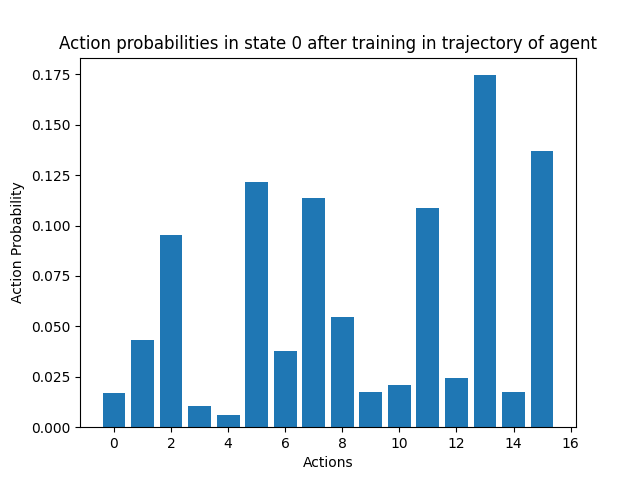 Action probabilities in state 0 after training in trajectory of agent
0.175
0.150
0.125
0.100
0.075
0.050
0.025
0.000
Action Probability
0 2 4 6 8 10 12 14 16
Actions